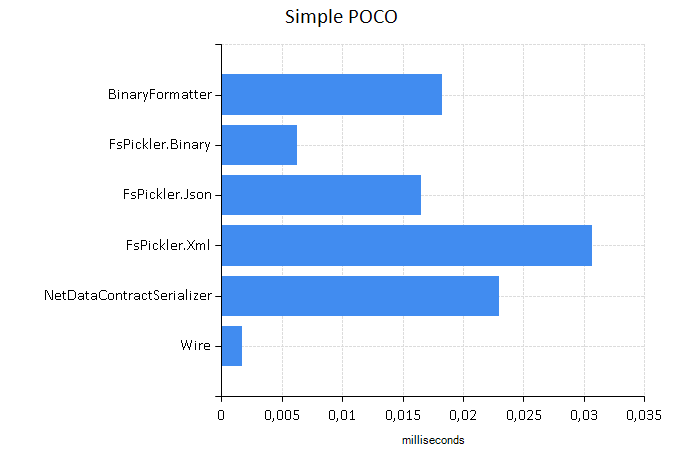 Simple POCO
BinaryFormatter
FsPickler.Binary
FsPickler.Json
FsPickler.Xml
NetDataContractSerializer
Wire
0 0,005 0,01 0,015 0,02 0,025 0,03 0,035
milliseconds